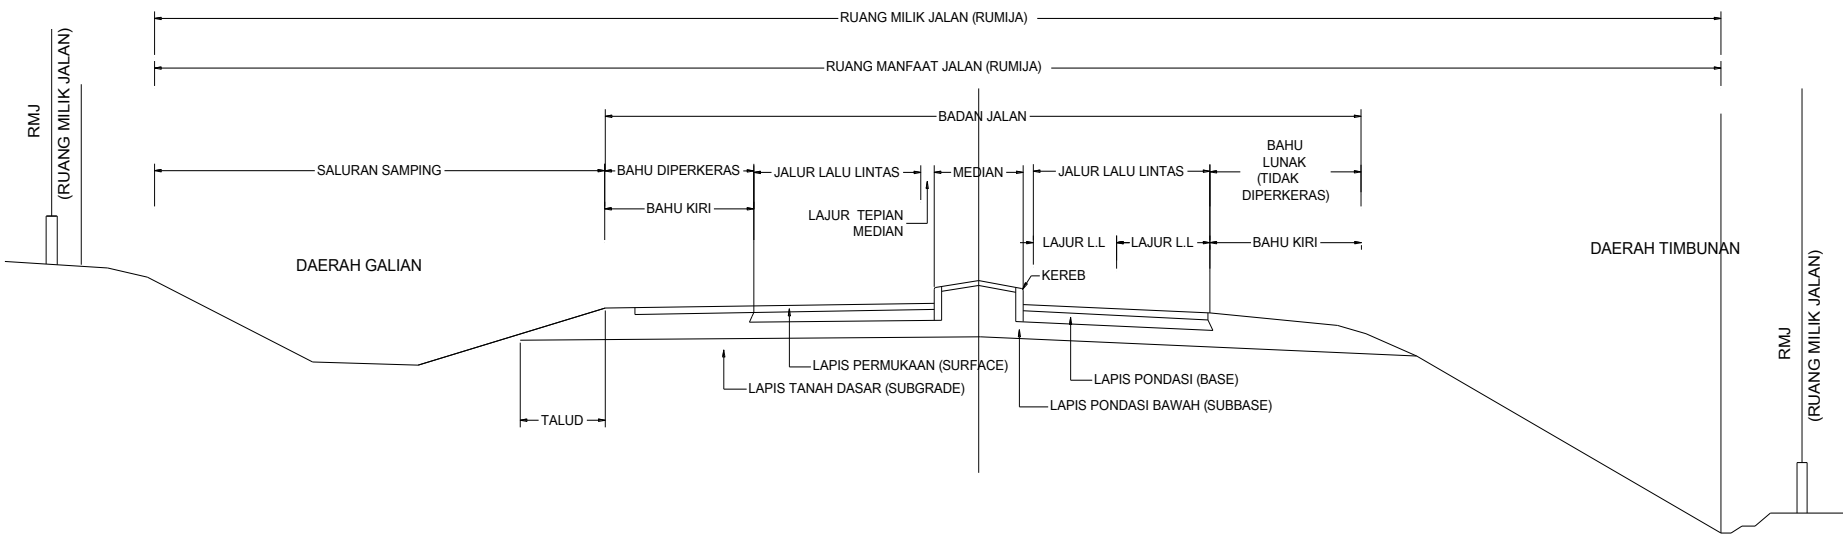 RUANG MILIK JALAN (RUMIJA)
RUANG MANFAAT JALAN (RUMIJA)
RMJ
(RUANG MILIK JALAN)
BADAN JALAN
SALURAN SAMPING
BAHU DIPERKERAS
JALUR LALU LINTAS
MEDIAN
JALUR LALU LINTAS
BAHU
LUNAK
(TIDAK
DIPERKERAS)
BAHU KIRI
LAJUR TEPIAN
MEDIAN
LAJUR L.L
LAJUR L.L
BAHU KIRI
DAERAH GALIAN
DAERAH TIMBUNAN
KEREB
LAPIS PERMUKAAN (SURFACE)
LAPIS TANAH DASAR (SUBGRADE)
LAPIS PONDASI (BASE)
LAPIS PONDASI BAWAH (SUBBASE)
TALUD
RMJ
(RUANG MILIK JALAN)